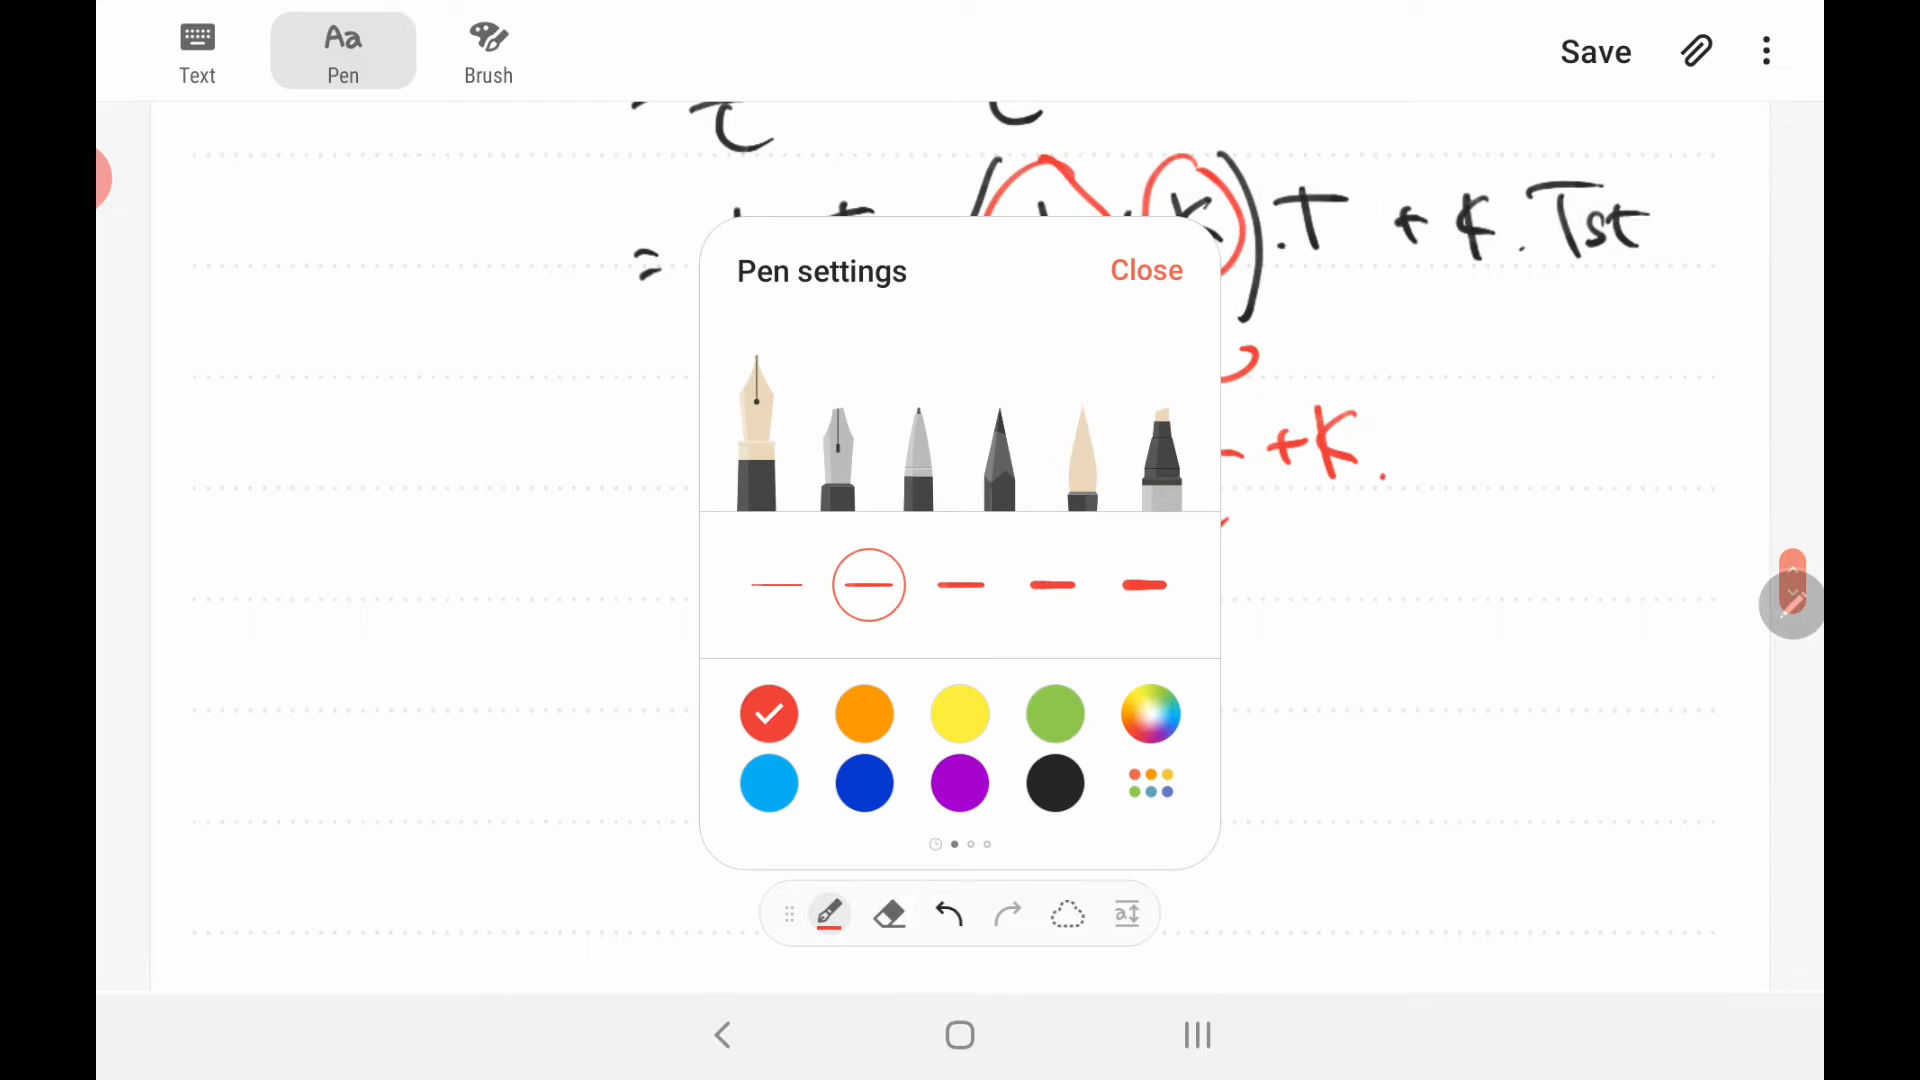 Text Pen Brush Save
τ
= K ) . T + K . Tst
Pen settings Close
+ K .